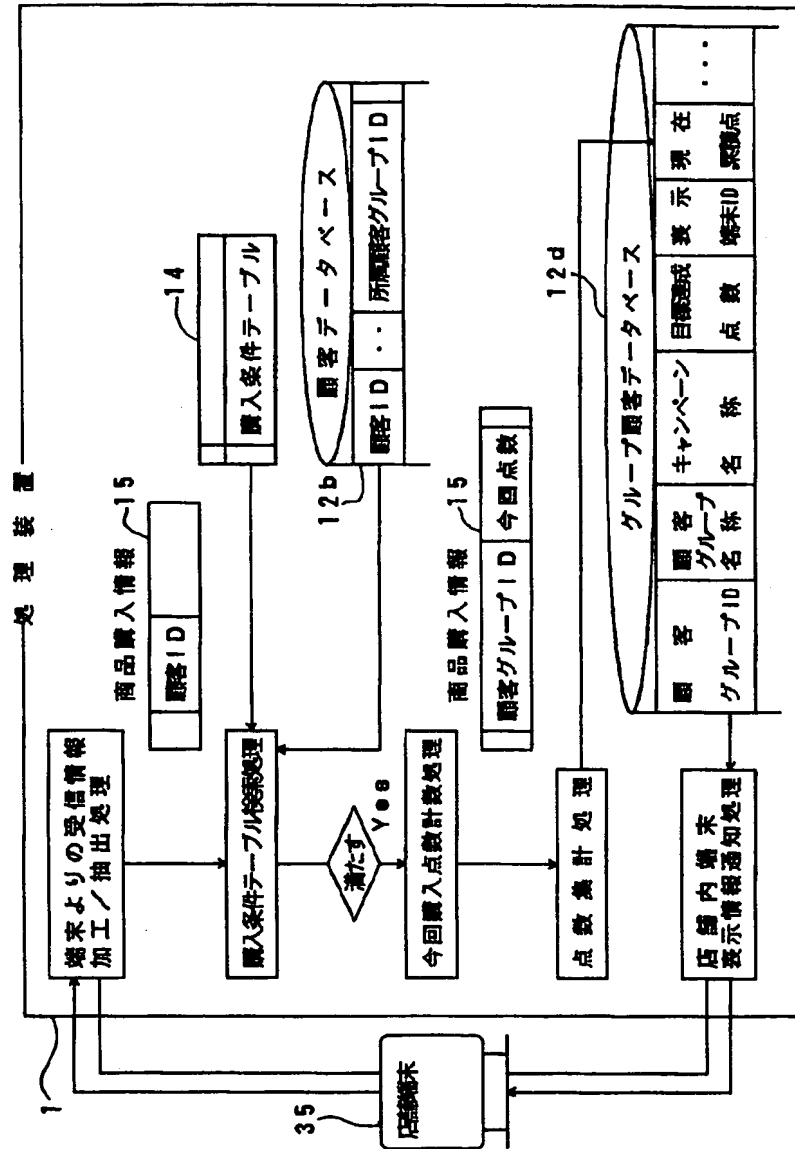 処理装置
1
端末よりの受信情報
加工/抽出処理
商品購入情報
15
顧客ID
14
購入条件テーブル
購入条件テーブル検索処理
顧客データベース
顧客ID
・・
所属顧客グループID
12b
満たす
Yes
今回購入点数計数処理
商品購入情報
15
顧客グループID
今回点数
点数集計処理
12d
グループ顧客データベース
顧客
グループID
顧客
グループ
名称
キャンペーン
名称
目標達成
点数
表示
端末ID
現在
累積点
・・・
店舗内端末
表示情報通知処理
店舗端末
35